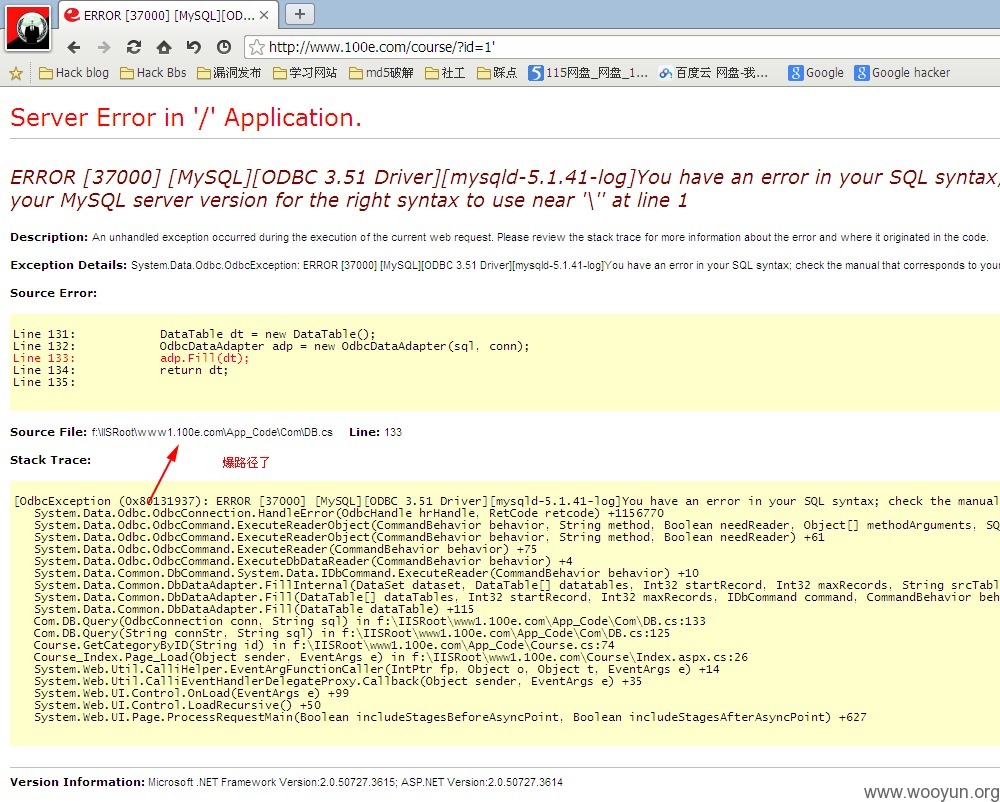 ERROR [37000] [MySQL][OD...
http://www.100e.com/course/?id=1'
Hack blog Hack Bbs 漏洞发布 学习网站 md5破解 社工 踩点 115网盘_网盘_1... 百度云 网盘-我... Google Google hacker
Server Error in '/' Application.
ERROR [37000] [MySQL][ODBC 3.51 Driver][mysqld-5.1.41-log]You have an error in your SQL syntax;
your MySQL server version for the right syntax to use near '\'' at line 1
Description: An unhandled exception occurred during the execution of the current web request. Please review the stack trace for more information about the error and where it originated in the code.
Exception Details: System.Data.Odbc.OdbcException: ERROR [37000] [MySQL][ODBC 3.51 Driver][mysqld-5.1.41-log]You have an error in your SQL syntax; check the manual that corresponds to your
Source Error:
Line 131: DataTable dt = new DataTable();
Line 132: OdbcDataAdapter adp = new OdbcDataAdapter(sql, conn);
Line 133: adp.Fill(dt);
Line 134: return dt;
Line 135:
Source File: f:\IISRoot\www1.100e.com\App_Code\Com\DB.cs Line: 133
Stack Trace:
爆路径了
[OdbcException (0x80131937): ERROR [37000] [MySQL][ODBC 3.51 Driver][mysqld-5.1.41-log]You have an error in your SQL syntax; check the manual
System.Data.Odbc.OdbcConnection.HandleError(OdbcHandle hrHandle, RetCode retcode) +1156770
System.Data.Odbc.OdbcCommand.ExecuteReaderObject(CommandBehavior behavior, String method, Boolean needReader, Object[] methodArguments, SQ
System.Data.Odbc.OdbcCommand.ExecuteReaderObject(CommandBehavior behavior, String method, Boolean needReader) +61
System.Data.Odbc.OdbcCommand.ExecuteReader(CommandBehavior behavior) +75
System.Data.Odbc.OdbcCommand.ExecuteDbDataReader(CommandBehavior behavior) +4
System.Data.Common.DbCommand.System.Data.IDbCommand.ExecuteReader(CommandBehavior behavior) +10
System.Data.Common.DbDataAdapter.FillInternal(DataSet dataset, DataTable[] datatables, Int32 startRecord, Int32 maxRecords, String srcTabl
System.Data.Common.DbDataAdapter.Fill(DataTable[] dataTables, Int32 startRecord, Int32 maxRecords, IDbCommand command, CommandBehavior beh
System.Data.Common.DbDataAdapter.Fill(DataTable dataTable) +115
Com.DB.Query(OdbcConnection conn, String sql) in f:\IISRoot\www1.100e.com\App_Code\Com\DB.cs:133
Com.DB.Query(String connStr, String sql) in f:\IISRoot\www1.100e.com\App_Code\Com\DB.cs:125
Course.GetCategoryByID(String id) in f:\IISRoot\www1.100e.com\App_Code\Course.cs:74
Course_Index.Page_Load(Object sender, EventArgs e) in f:\IISRoot\www1.100e.com\Course\Index.aspx.cs:26
System.Web.Util.CalliHelper.EventArgFunctionCaller(IntPtr fp, Object o, Object t, EventArgs e) +14
System.Web.Util.CalliEventHandlerDelegateProxy.Callback(Object sender, EventArgs e) +35
System.Web.UI.Control.OnLoad(EventArgs e) +99
System.Web.UI.Control.LoadRecursive() +50
System.Web.UI.Page.ProcessRequestMain(Boolean includeStagesBeforeAsyncPoint, Boolean includeStagesAfterAsyncPoint) +627
Version Information: Microsoft .NET Framework Version:2.0.50727.3615; ASP.NET Version:2.0.50727.3614
www.wooyun.org